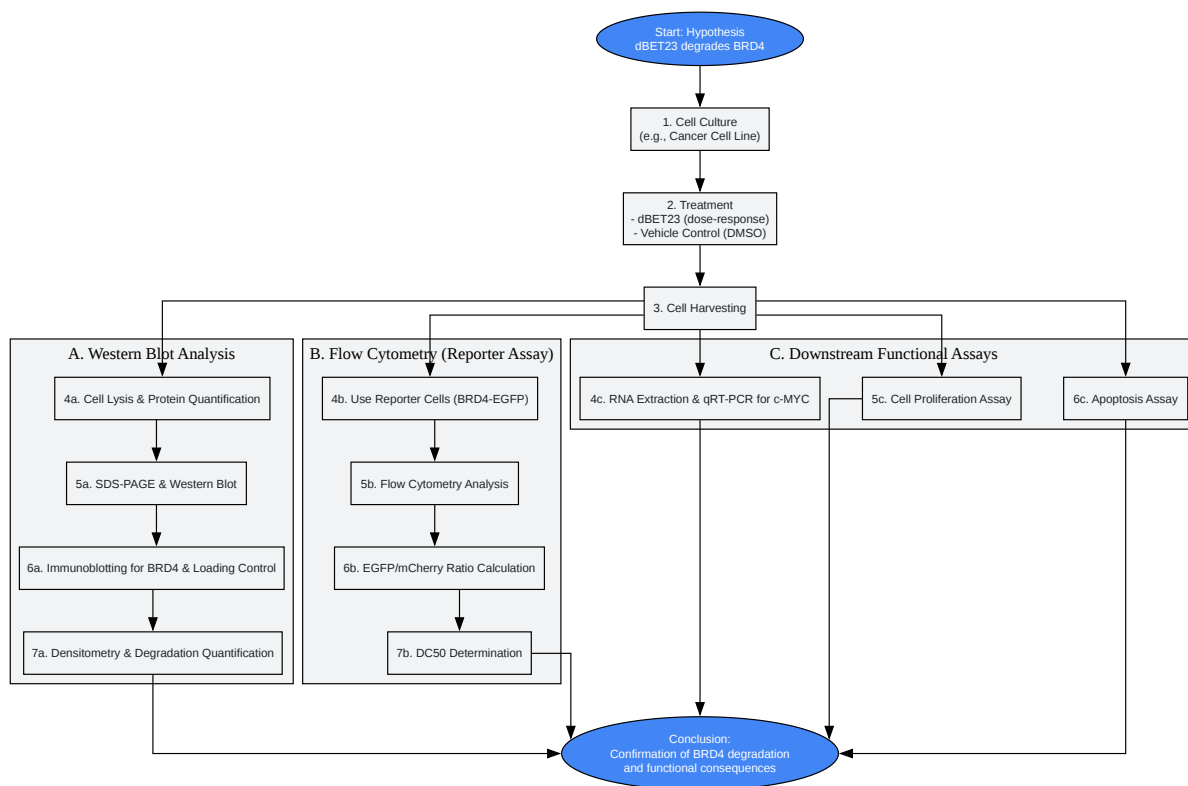 Start: Hypothesis
dBET23 degrades BRD4
1. Cell Culture
(e.g., Cancer Cell Line)
2. Treatment
- dBET23 (dose-response)
- Vehicle Control (DMSO)
3. Cell Harvesting
A. Western Blot Analysis
4a. Cell Lysis & Protein Quantification
5a. SDS-PAGE & Western Blot
6a. Immunoblotting for BRD4 & Loading Control
7a. Densitometry & Degradation Quantification
B. Flow Cytometry (Reporter Assay)
4b. Use Reporter Cells (BRD4-EGFP)
5b. Flow Cytometry Analysis
6b. EGFP/mCherry Ratio Calculation
7b. DC50 Determination
C. Downstream Functional Assays
4c. RNA Extraction & qRT-PCR for c-MYC
5c. Cell Proliferation Assay
6c. Apoptosis Assay
Conclusion:
Confirmation of BRD4 degradation
and functional consequences